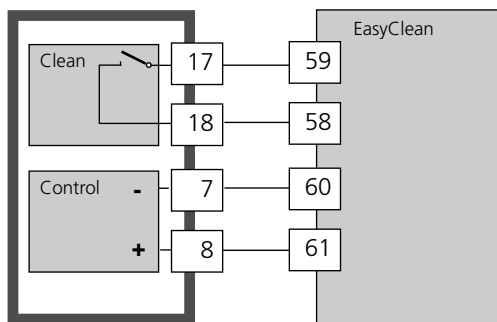 EasyClean
Clean 17 59
18 58
Control - 7 60
+ 8 61